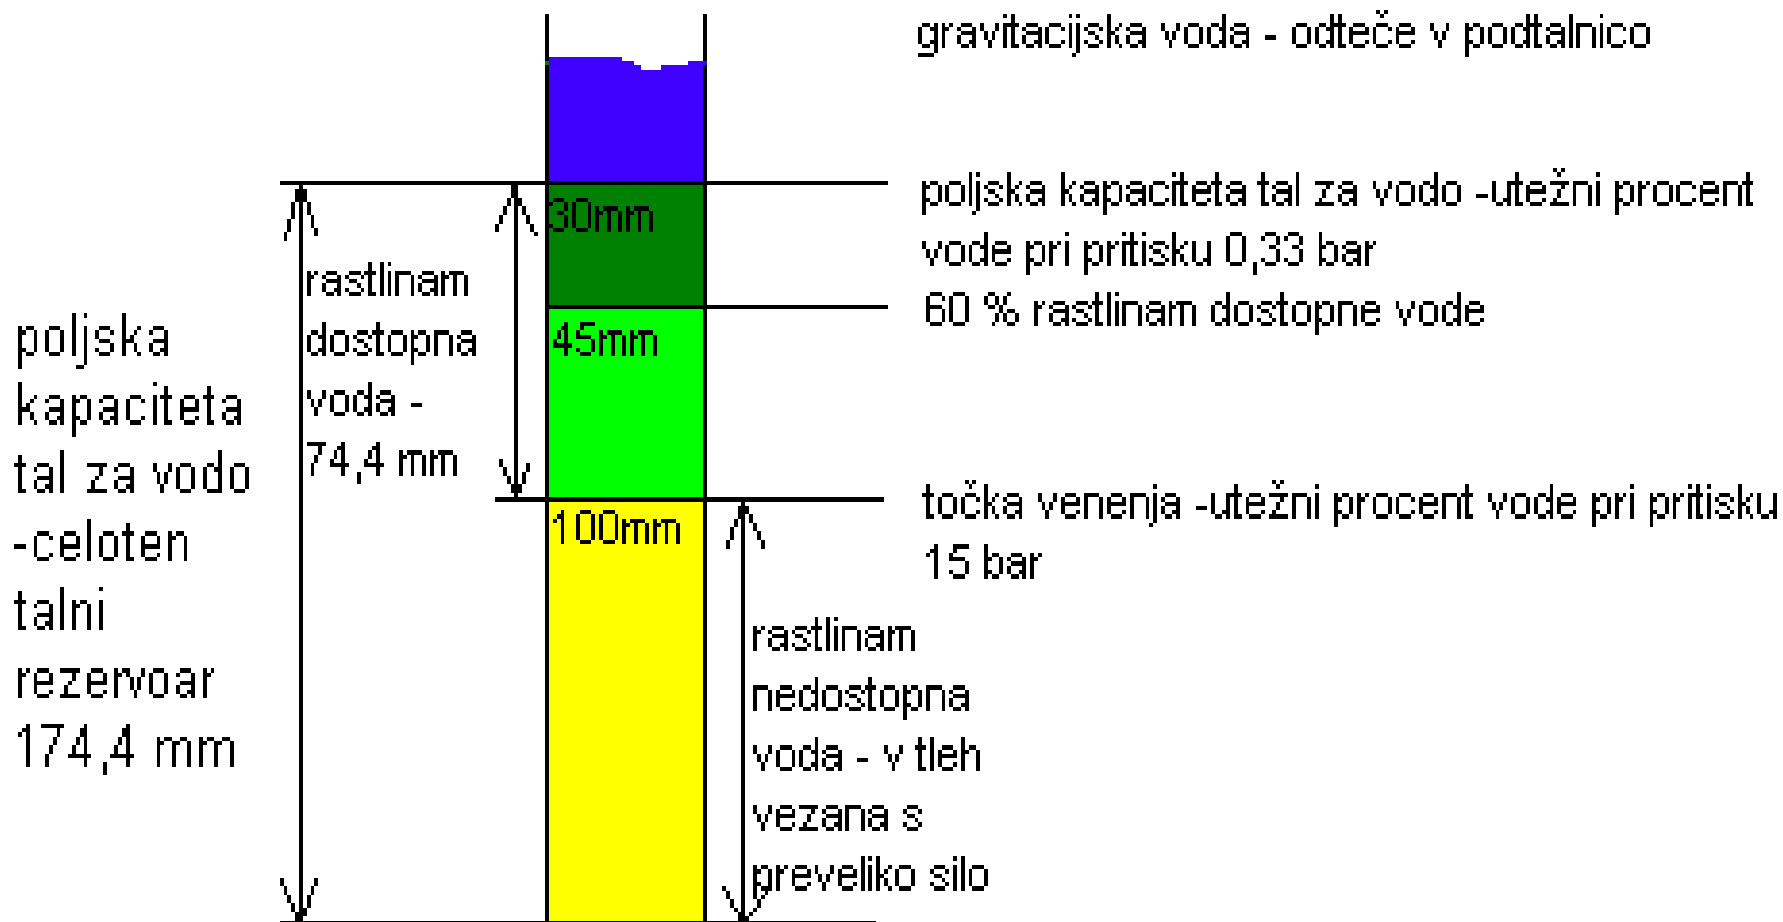 gravitacijska voda - odteče v podtalnico
poljska kapaciteta tal za vodo -utežni procent
vode pri pritisku 0,33 bar
60 % rastlinam dostopne vode
30mm
45mm
100mm
rastlinam
dostopna
voda -
74,4 mm
poljska
kapaciteta
tal za vodo
-celoten
talni
rezervoar
174,4 mm
točka venenja -utežni procent vode pri pritisku
15 bar
rastlinam
nedostopna
voda - v tleh
vezana s
preveliko silo